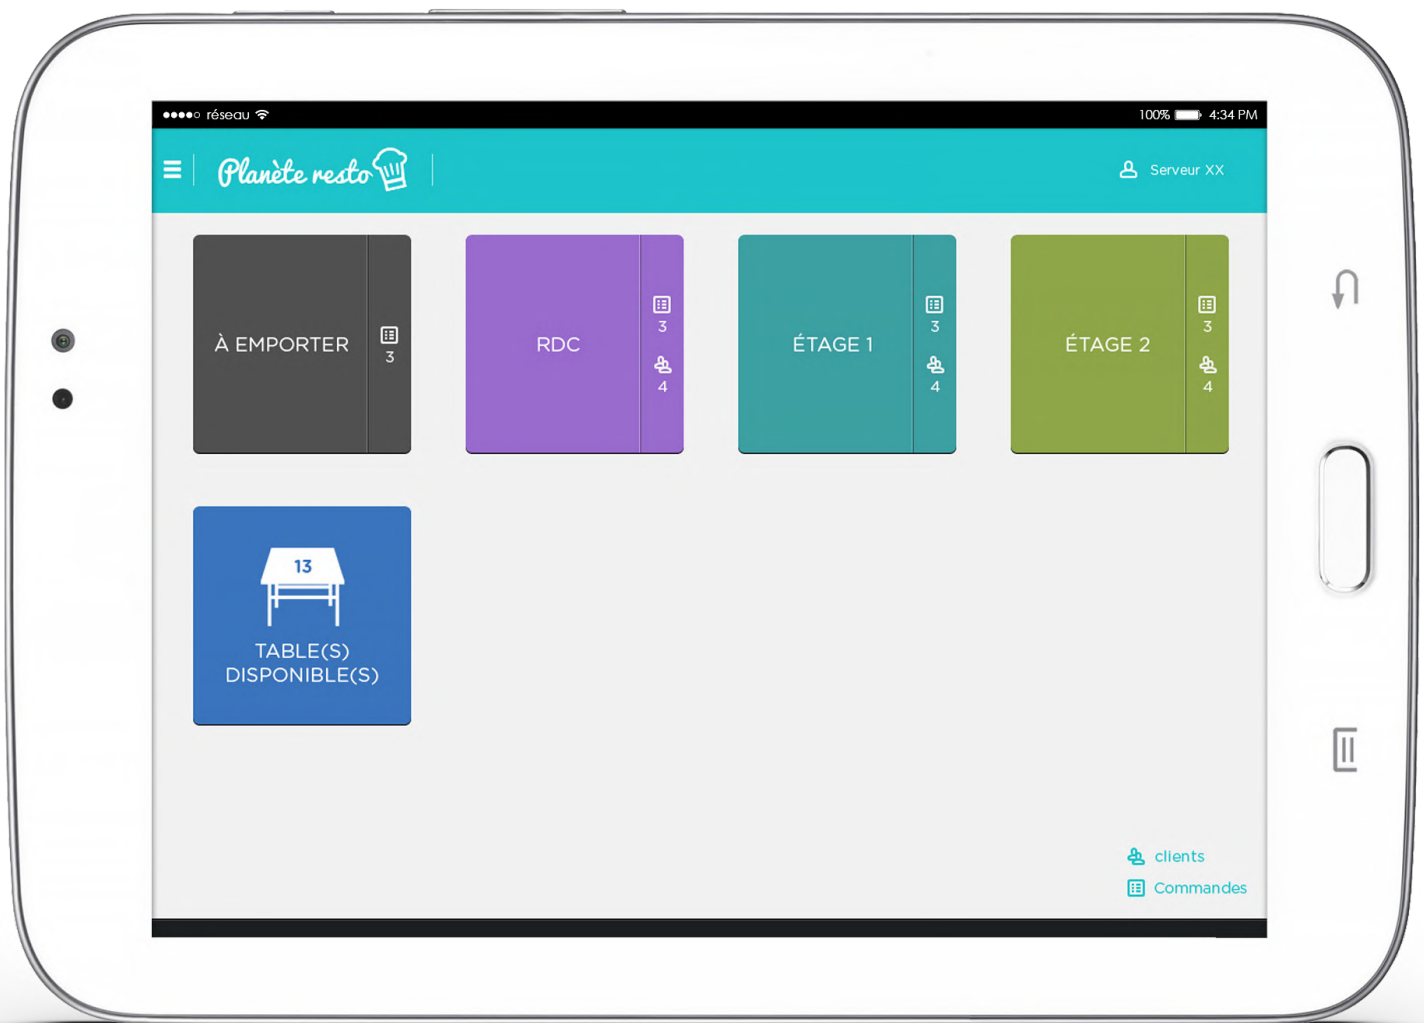 réseau
100% 4:34 PM
Planète resto
Serveur XX
À EMPORTER
3
RDC
3
4
ÉTAGE 1
3
4
ÉTAGE 2
3
4
13
TABLE(S)
DISPONIBLE(S)
clients
Commandes